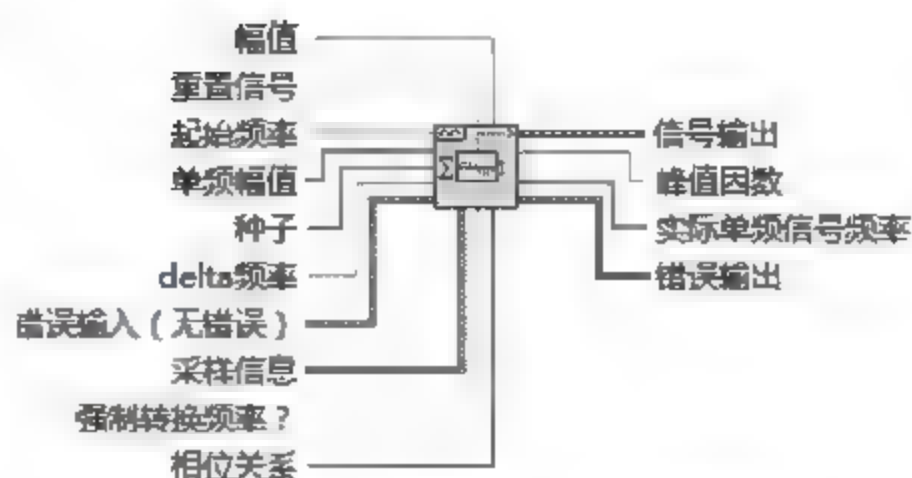 幅值
重置信号
起始频率
单频幅值
种子
delta频率
错误输入(无错误)
采样信息
强制转换频率?
相位关系
信号输出
峰值因数
实际单频信号频率
错误输出